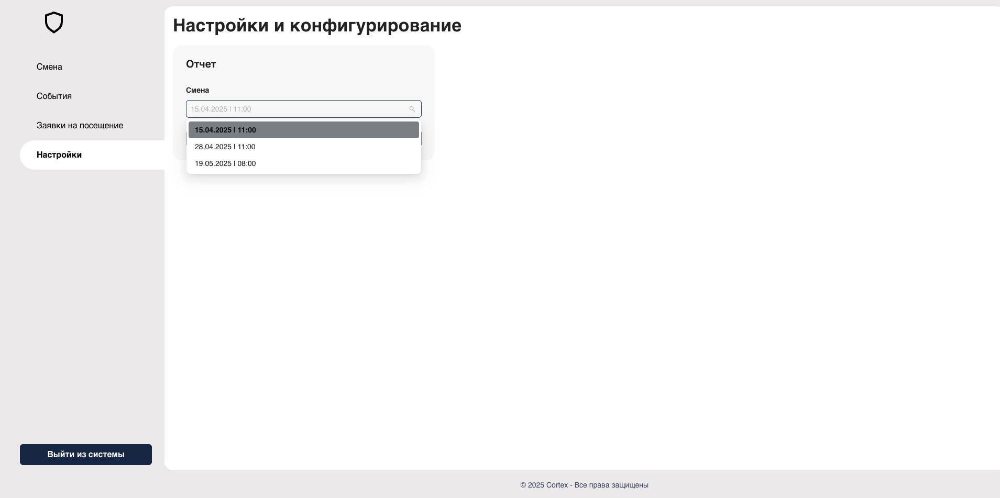 Настройки и конфигурирование
Смена
События
Заявки на посещение
Настройки
Отчет
Смена
15.04.2025 | 11:00
15.04.2025 | 11:00
28.04.2025 | 11:00
19.05.2025 | 08:00
Выйти из системы
© 2025 Cortex - Все права защищены